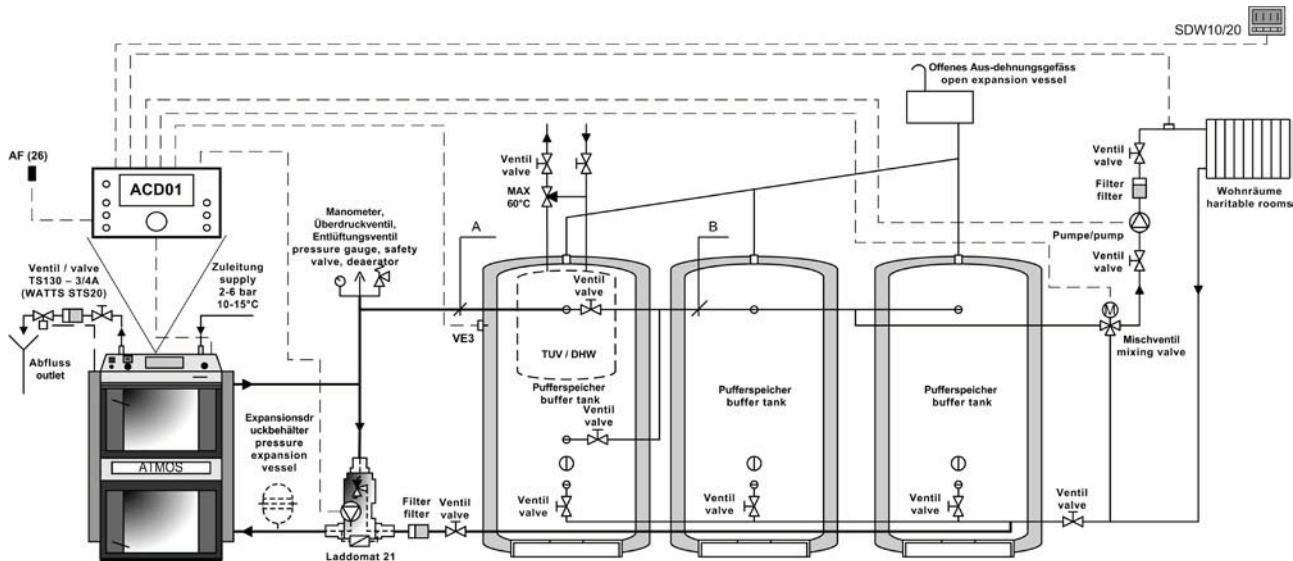 SDW10/20
Offenes Aus-dehnungsgefäss
open expansion vessel
AF (26)
ACD01
Ventil
valve
MAX
60°C
Ventil
valve
Filter
filter
Pumpe/pump
Ventil
valve
Wohnräume
haritable rooms
Manometer,
Überdruckventil,
Entlüftungsventil
pressure gauge, safety
valve, deaerator
A
B
Ventil / valve
TS130 – 3/4A
(WATTS STS20)
Zuleitung
supply
2-6 bar
10-15°C
Ventil
valve
M
Mischventil
mixing valve
VE3
TUV / DHW
Abfluss
outlet
Pufferspeicher
buffer tank
Pufferspeicher
buffer tank
Pufferspeicher
buffer tank
Ventil
valve
Expansionsdr
uckbehälter
pressure
expansion
vessel
ATMOS
Filter
filter
Ventil
valve
Ventil
valve
Ventil
valve
Ventil
valve
Ventil
valve
Laddomat 21